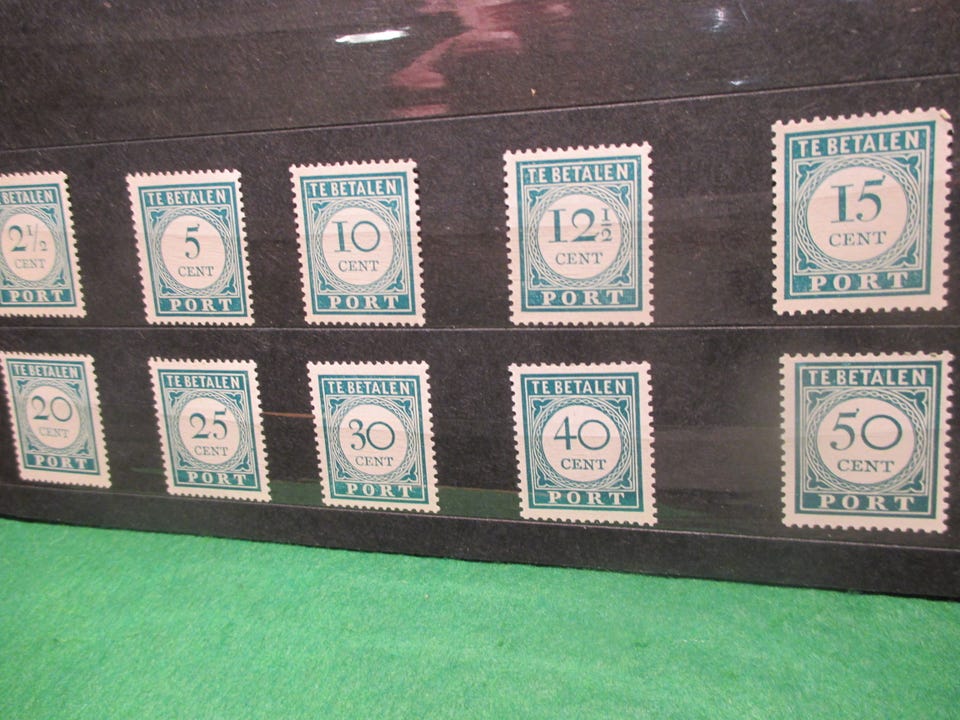 TE BETALEN
2½
CENT
PORT
TE BETALEN
5
CENT
PORT
TE BETALEN
10
CENT
PORT
TE BETALEN
12½
CENT
PORT
TE BETALEN
15
CENT
PORT
TE BETALEN
20
CENT
PORT
TE BETALEN
25
CENT
PORT
TE BETALEN
30
CENT
PORT
TE BETALEN
40
CENT
PORT
TE BETALEN
50
CENT
PORT